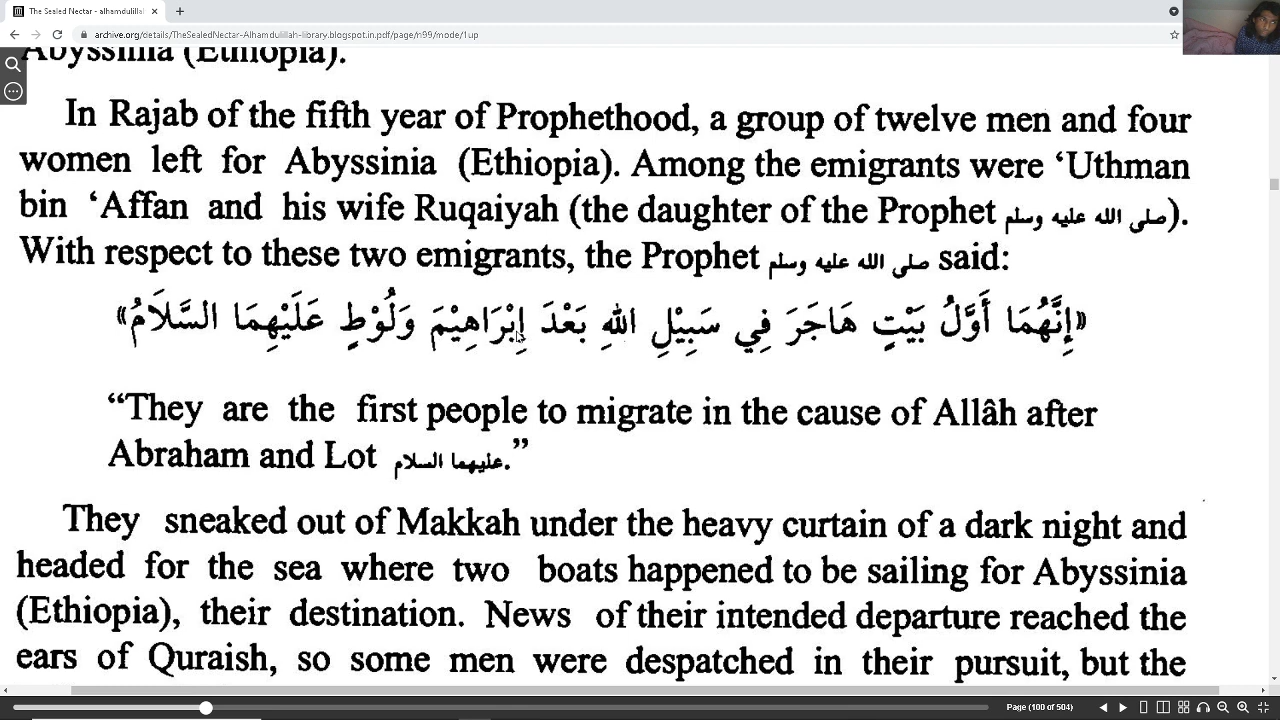 The Sealed Nectar - alhamdulillah
archive.org/details/TheSealedNectar-Alhamdulillah-library.blogspot.in.pdf/page/n99/mode/1up
Abyssinia (Ethiopia).
In Rajab of the fifth year of Prophethood, a group of twelve men and four
women left for Abyssinia (Ethiopia). Among the emigrants were ‘Uthman
bin ‘Affan and his wife Ruqaiyah (the daughter of the Prophet صلى الله عليه وسلم).
With respect to these two emigrants, the Prophet صلى الله عليه وسلم said:
«إِنَّهُمَا أَوَّلُ بَيْتٍ هَاجَرَ فِي سَبِيْلِ اللهِ بَعْدَ إِبْرَاهِيْمَ وَلُوْطٍ عَلَيْهِمَا السَّلَامُ»
“They are the first people to migrate in the cause of Allâh after
Abraham and Lot عليهما السلام.”
They sneaked out of Makkah under the heavy curtain of a dark night and
headed for the sea where two boats happened to be sailing for Abyssinia
(Ethiopia), their destination. News of their intended departure reached the
ears of Quraish, so some men were despatched in their pursuit, but the
Page (100 of 504)